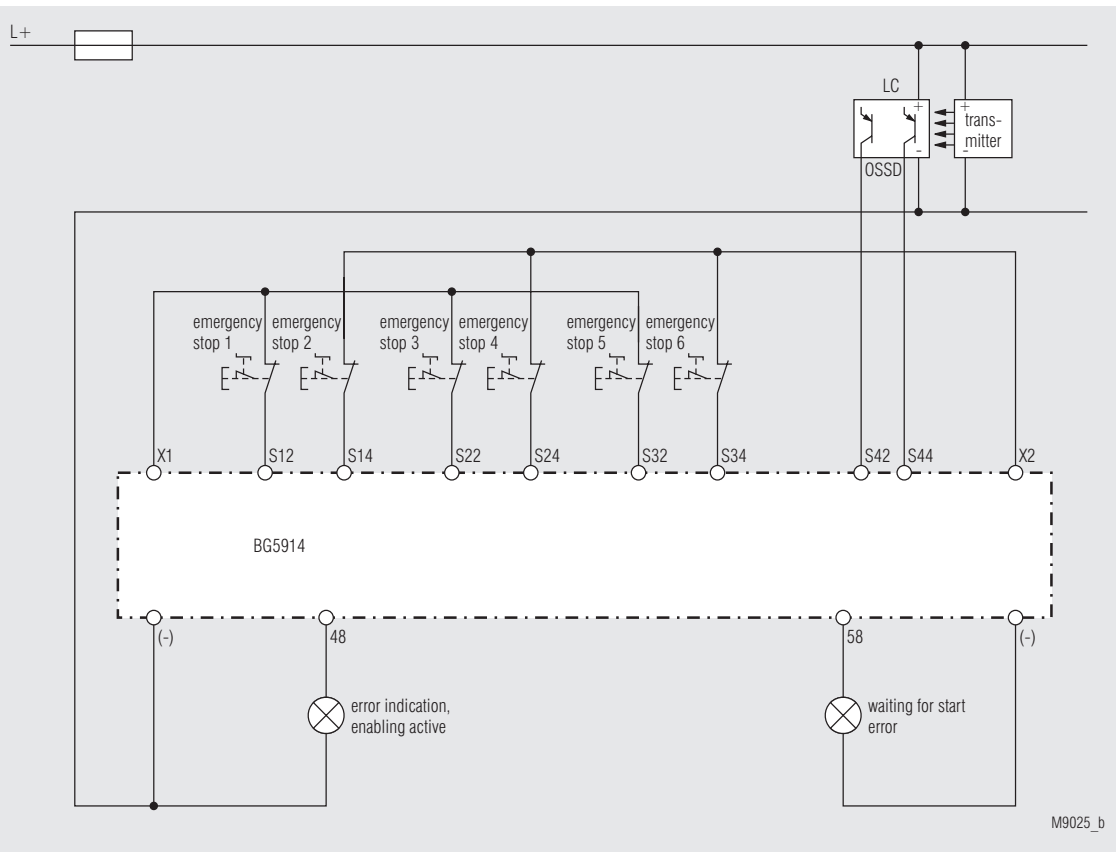 L+
LC
+
+
trans-
mitter
-
-
OSSD
emergency
stop 1
emergency
stop 2
emergency
stop 3
emergency
stop 4
emergency
stop 5
emergency
stop 6
X1
S12
S14
S22
S24
S32
S34
S42
S44
X2
BG5914
(-)
48
58
(-)
error indication,
enabling active
waiting for start
error
M9025_b